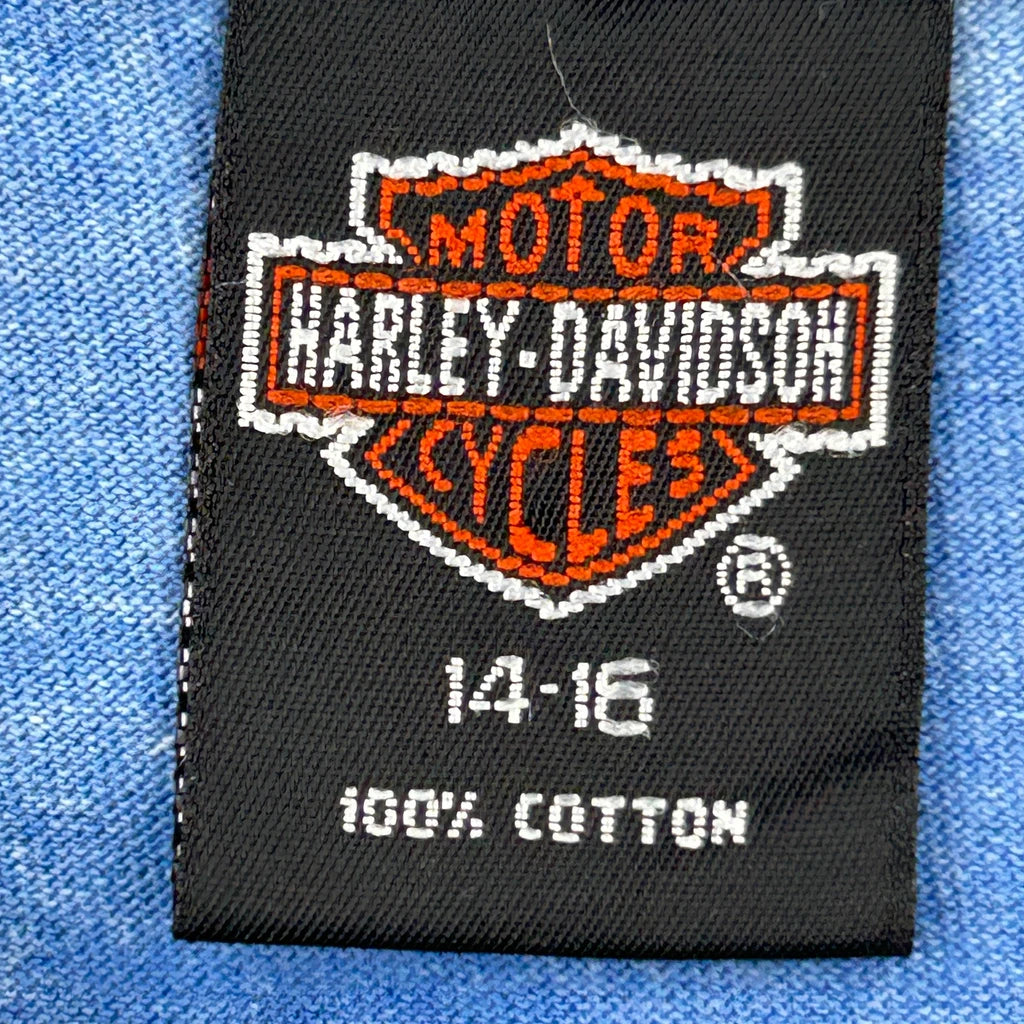 MOTOR
HARLEY-DAVIDSON
CYCLES
®
14-16
100% COTTON